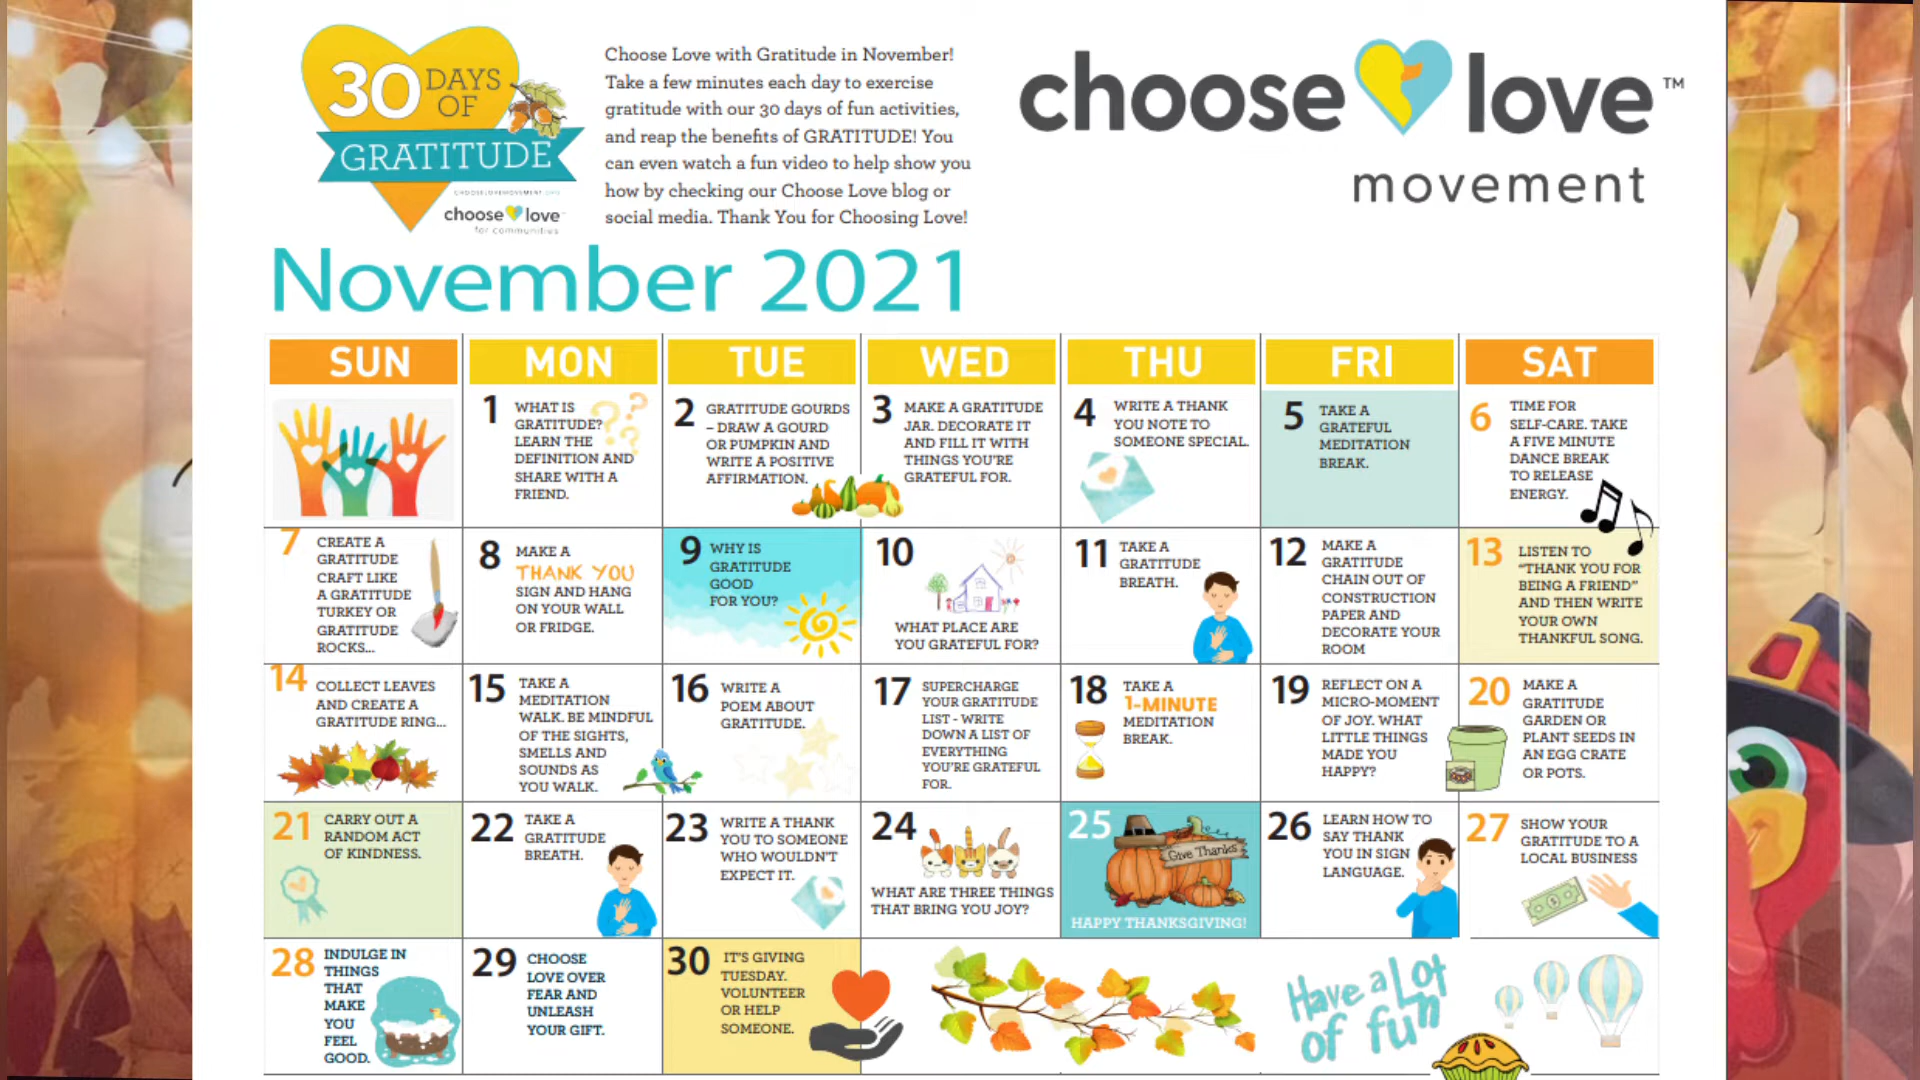 30 DAYS
OF
GRATITUDE
CHOOSELOVEMOVEMENT.ORG
choose love
for communities
Choose Love with Gratitude in November!
Take a few minutes each day to exercise
gratitude with our 30 days of fun activities,
and reap the benefits of GRATITUDE! You
can even watch a fun video to help show you
how by checking our Choose Love blog or
social media. Thank You for Choosing Love!
choose love™
movement
November 2021
SUN MON TUE WED THU FRI SAT
1 WHAT IS
GRATITUDE?
LEARN THE
DEFINITION AND
SHARE WITH A
FRIEND.
2 GRATITUDE GOURDS
– DRAW A GOURD
OR PUMPKIN AND
WRITE A POSITIVE
AFFIRMATION.
3 MAKE A GRATITUDE
JAR. DECORATE IT
AND FILL IT WITH
THINGS YOU'RE
GRATEFUL FOR.
4 WRITE A THANK
YOU NOTE TO
SOMEONE SPECIAL.
5 TAKE A
GRATEFUL
MEDITATION
BREAK.
6 TIME FOR
SELF-CARE. TAKE
A FIVE MINUTE
DANCE BREAK
TO RELEASE
ENERGY.
7 CREATE A
GRATITUDE
CRAFT LIKE
A GRATITUDE
TURKEY OR
GRATITUDE
ROCKS...
8 MAKE A
THANK YOU
SIGN AND HANG
ON YOUR WALL
OR FRIDGE.
9 WHY IS
GRATITUDE
GOOD
FOR YOU?
10
WHAT PLACE ARE
YOU GRATEFUL FOR?
11 TAKE A
GRATITUDE
BREATH.
12 MAKE A
GRATITUDE
CHAIN OUT OF
CONSTRUCTION
PAPER AND
DECORATE YOUR
ROOM
13 LISTEN TO
"THANK YOU FOR
BEING A FRIEND"
AND THEN WRITE
YOUR OWN
THANKFUL SONG.
14 COLLECT LEAVES
AND CREATE A
GRATITUDE RING...
15 TAKE A
MEDITATION
WALK. BE MINDFUL
OF THE SIGHTS,
SMELLS AND
SOUNDS AS
YOU WALK.
16 WRITE A
POEM ABOUT
GRATITUDE.
17 SUPERCHARGE
YOUR GRATITUDE
LIST - WRITE
DOWN A LIST OF
EVERYTHING
YOU'RE GRATEFUL
FOR.
18 TAKE A
1-MINUTE
MEDITATION
BREAK.
19 REFLECT ON A
MICRO-MOMENT
OF JOY. WHAT
LITTLE THINGS
MADE YOU
HAPPY?
20 MAKE A
GRATITUDE
GARDEN OR
PLANT SEEDS IN
AN EGG CRATE
OR POTS.
21 CARRY OUT A
RANDOM ACT
OF KINDNESS.
22 TAKE A
GRATITUDE
BREATH.
23 WRITE A THANK
YOU TO SOMEONE
WHO WOULDN'T
EXPECT IT.
24
WHAT ARE THREE THINGS
THAT BRING YOU JOY?
25
Give Thanks
HAPPY THANKSGIVING!
26 LEARN HOW TO
SAY THANK
YOU IN SIGN
LANGUAGE.
27 SHOW YOUR
GRATITUDE TO A
LOCAL BUSINESS
28 INDULGE IN
THINGS
THAT
MAKE
YOU
FEEL
GOOD.
29 CHOOSE
LOVE OVER
FEAR AND
UNLEASH
YOUR GIFT.
30 IT'S GIVING
TUESDAY.
VOLUNTEER
OR HELP
SOMEONE.
Have a Lot
of fun